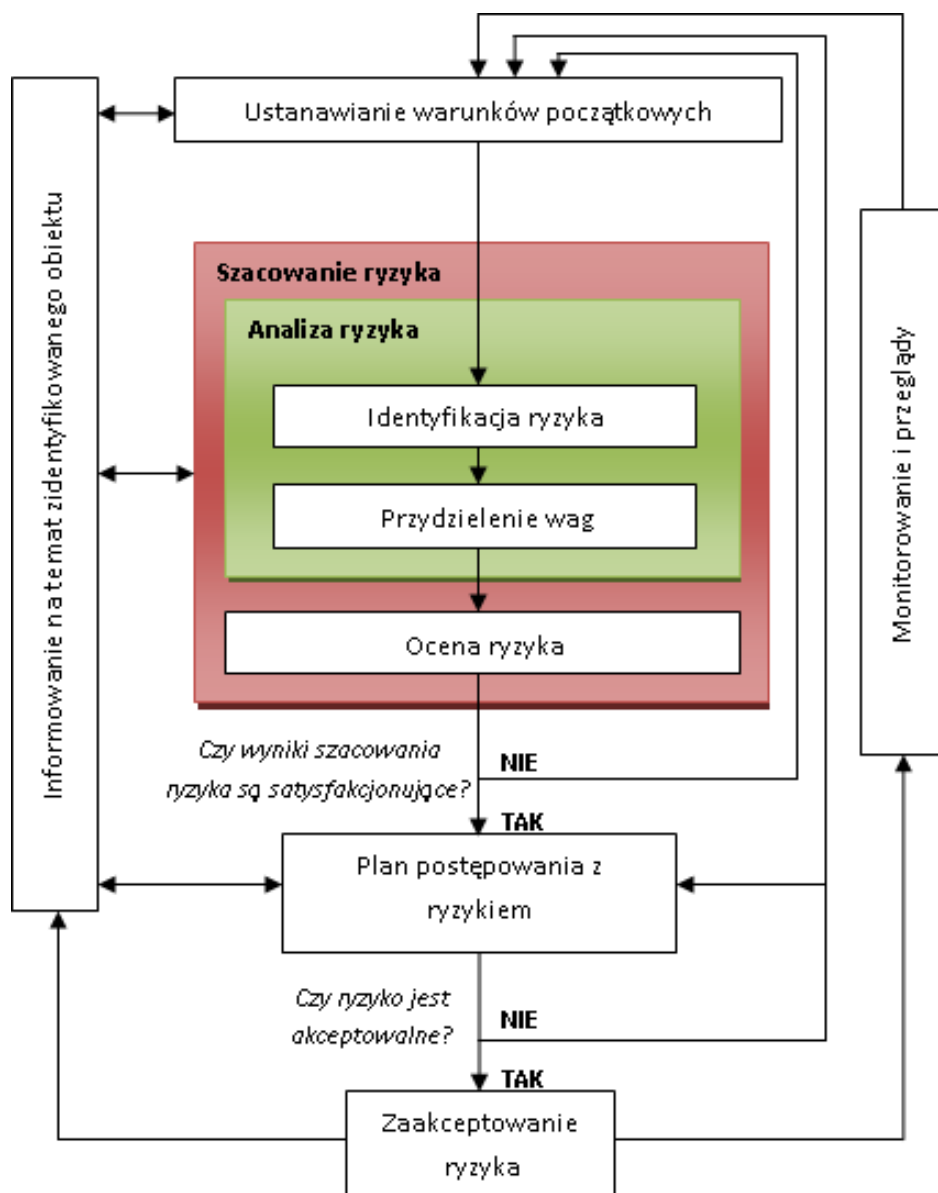 Ustanawianie warunków początkowych
Informowanie na temat zidentyfikowanego obiektu
Szacowanie ryzyka
Analiza ryzyka
Identyfikacja ryzyka
Przydzielenie wag
Ocena ryzyka
Monitorowanie i przeglądy
Czy wyniki szacowania
ryzyka są satysfakcjonujące?
NIE
TAK
Plan postępowania z
ryzykiem
Czy ryzyko jest
akceptowalne?
NIE
TAK
Zaakceptowanie
ryzyka